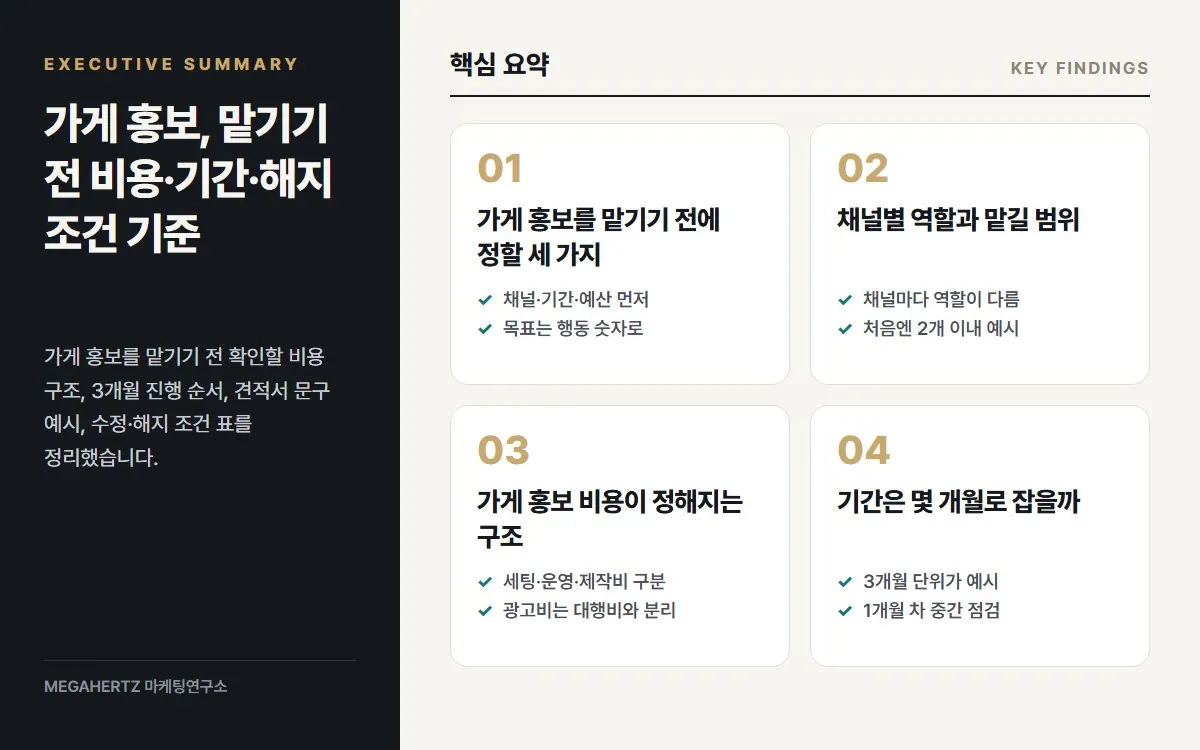 EXECUTIVE SUMMARY
가게 홍보, 맡기기
전 비용·기간·해지
조건 기준
가게 홍보를 맡기기 전 확인할 비용
구조, 3개월 진행 순서, 견적서 문구
예시, 수정·해지 조건 표를
정리했습니다.
MEGAHERTZ 마케팅연구소
핵심 요약
KEY FINDINGS
01
가게 홍보를 맡기기 전에
정할 세 가지
✓ 채널·기간·예산 먼저
✓ 목표는 행동 숫자로
02
채널별 역할과 맡길 범위
✓ 채널마다 역할이 다름
✓ 처음엔 2개 이내 예시
03
가게 홍보 비용이 정해지는
구조
✓ 세팅·운영·제작비 구분
✓ 광고비는 대행비와 분리
04
기간은 몇 개월로 잡을까
✓ 3개월 단위가 예시
✓ 1개월 차 중간 점검